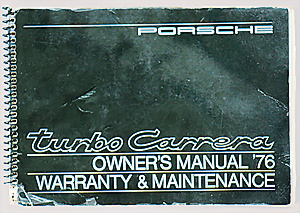 PORSCHE
turbo Carrera
OWNER'S MANUAL '76
WARRANTY & MAINTENANCE